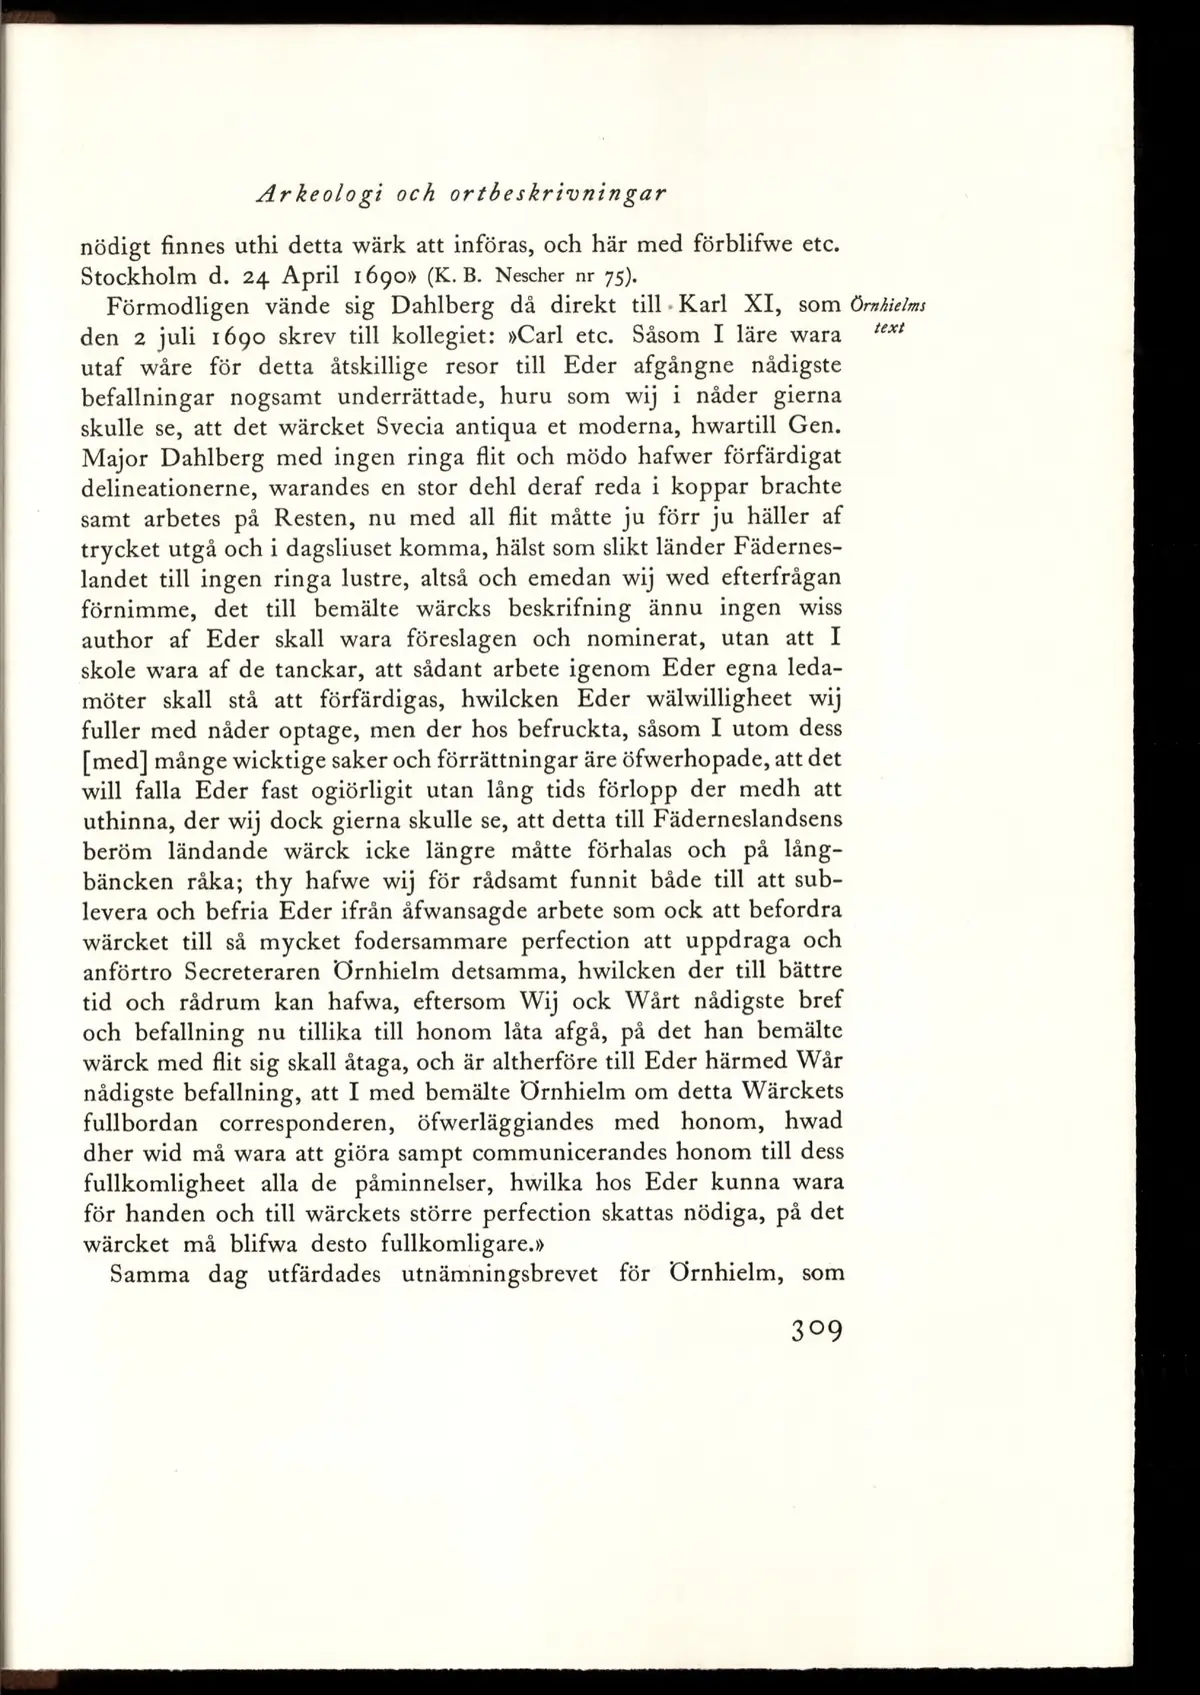 Arkeologi och ortbeskrivningar
nödigt finnes uthi detta wärk att införas, och här med förblifwe etc.
Stockholm d. 24 April 1690» (K. B. Nescher nr 75).
Förmodligen vände sig Dahlberg då direkt till Karl XI, som
Örnhielms
text
den 2 juli 1690 skrev till kollegiet: »Carl etc. Såsom I läre wara
utaf wåre för detta åtskillige resor till Eder afgångne nådigste
befallningar nogsamt underrättade, huru som wij i nåder gierna
skulle se, att det wärcket Svecia antiqua et moderna, hwartill Gen.
Major Dahlberg med ingen ringa flit och mödo hafwer förfärdigat
delineationerne, warandes en stor dehl deraf reda i koppar brachte
samt arbetes på Resten, nu med all flit måtte ju förr ju häller af
trycket utgå och i dagsliuset komma, hälst som slikt länder Fädernes-
landet till ingen ringa lustre, altså och emedan wij wed efterfrågan
förnimme, det till bemälte wärcks beskrifning ännu ingen wiss
author af Eder skall wara föreslagen och nominerat, utan att I
skole wara af de tanckar, att sådant arbete igenom Eder egna leda-
möter skall stå att förfärdigas, hwilcken Eder wälwilligheet wij
fuller med nåder optage, men der hos befruckta, såsom I utom dess
[med] månge wicktige saker och förrättningar äre öfwerhopade, att det
will falla Eder fast ogiörligit utan lång tids förlopp der medh att
uthinna, der wij dock gierna skulle se, att detta till Fäderneslandsens
beröm ländande wärck icke längre måtte förhalas och på lång-
bäncken råka; thy hafwe wij för rådsamt funnit både till att sub-
levera och befria Eder ifrån åfwansagde arbete som ock att befordra
wärcket till så mycket fodersammare perfection att uppdraga och
anförtro Secreteraren Örnhielm detsamma, hwilcken der till bättre
tid och rådrum kan hafwa, eftersom Wij ock Wårt nådigste bref
och befallning nu tillika till honom låta afgå, på det han bemälte
wärck med flit sig skall åtaga, och är altherföre till Eder härmed Wår
nådigste befallning, att I med bemälte Örnhielm om detta Wärckets
fullbordan corresponderen, öfwerläggiandes med honom, hwad
dher wid må wara att giöra sampt communicerandes honom till dess
fullkomligheet alla de påminnelser, hwilka hos Eder kunna wara
för handen och till wärckets större perfection skattas nödiga, på det
wärcket må blifwa desto fullkomligare.»
Samma dag utfärdades utnämningsbrevet för Örnhielm, som
309